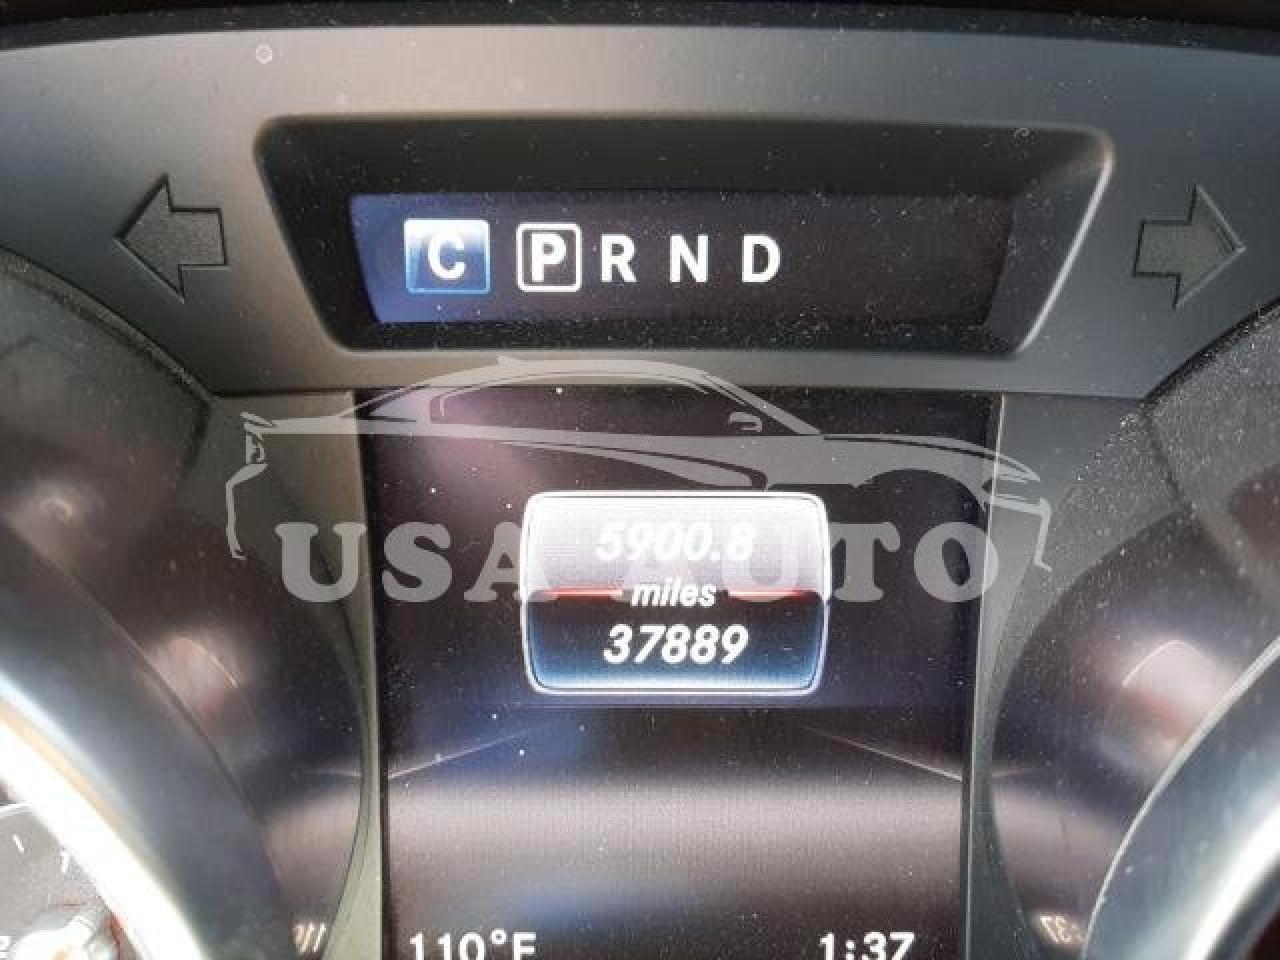 C P R N D
5900.8
miles
37889
USA AUTO
110°F 1:37